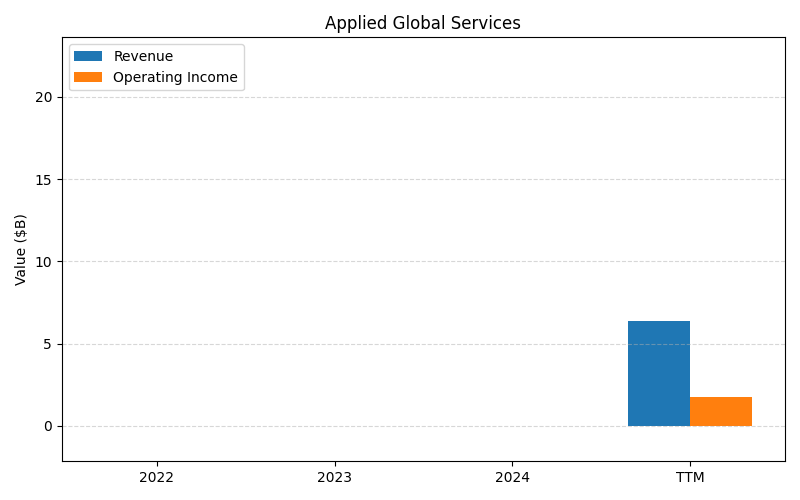 Applied Global Services
Revenue
Operating Income
Value ($B)
20
15
10
5
0
2022 2023 2024 TTM